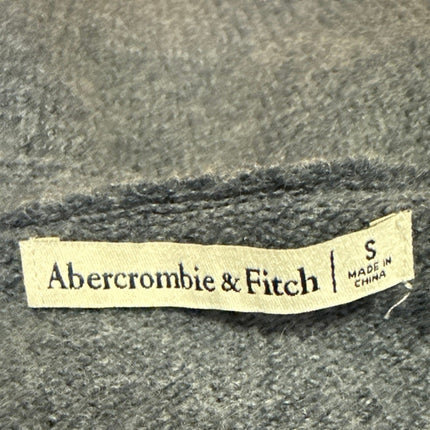 Abercrombie & Fitch | S
MADE IN
CHINA